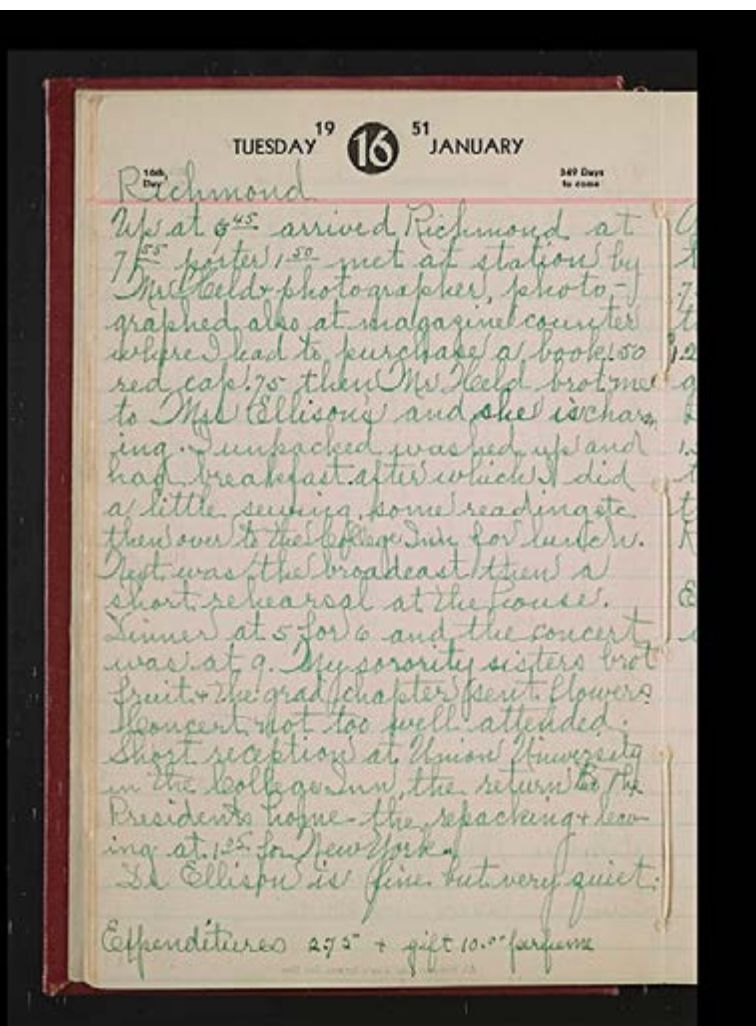 TUESDAY 19 16 51 JANUARY
16th Day
349 Days to come
Richmond
Up at 6 45 arrived Richmond at
7 55 porter 1 50 met at station by
Mr. Held + photographer, photo-
graphed also at magazine counter
where I had to purchase a book .50
red cap .75 then Mr Held brot me
to Mrs Ellison's and she is charm
ing. I unpacked washed up and
had breakfast after which I did
a little sewing, some reading etc
then over to the College Inn for lunch.
Next was the broadcast then a
short rehearsal at the house.
Dinner at 5 for 6 and the concert
was at 9. My sorority sisters brot
fruit + the grad chapter sent flowers
Concert not too well attended.
Short reception at Union University
in the College Inn, the return to the
Presidents home - the repacking + leav-
ing at 1 25 for New York.
Dr Ellison is fine but very quiet.
Expenditures 2.75 + gift 10.00 perfume